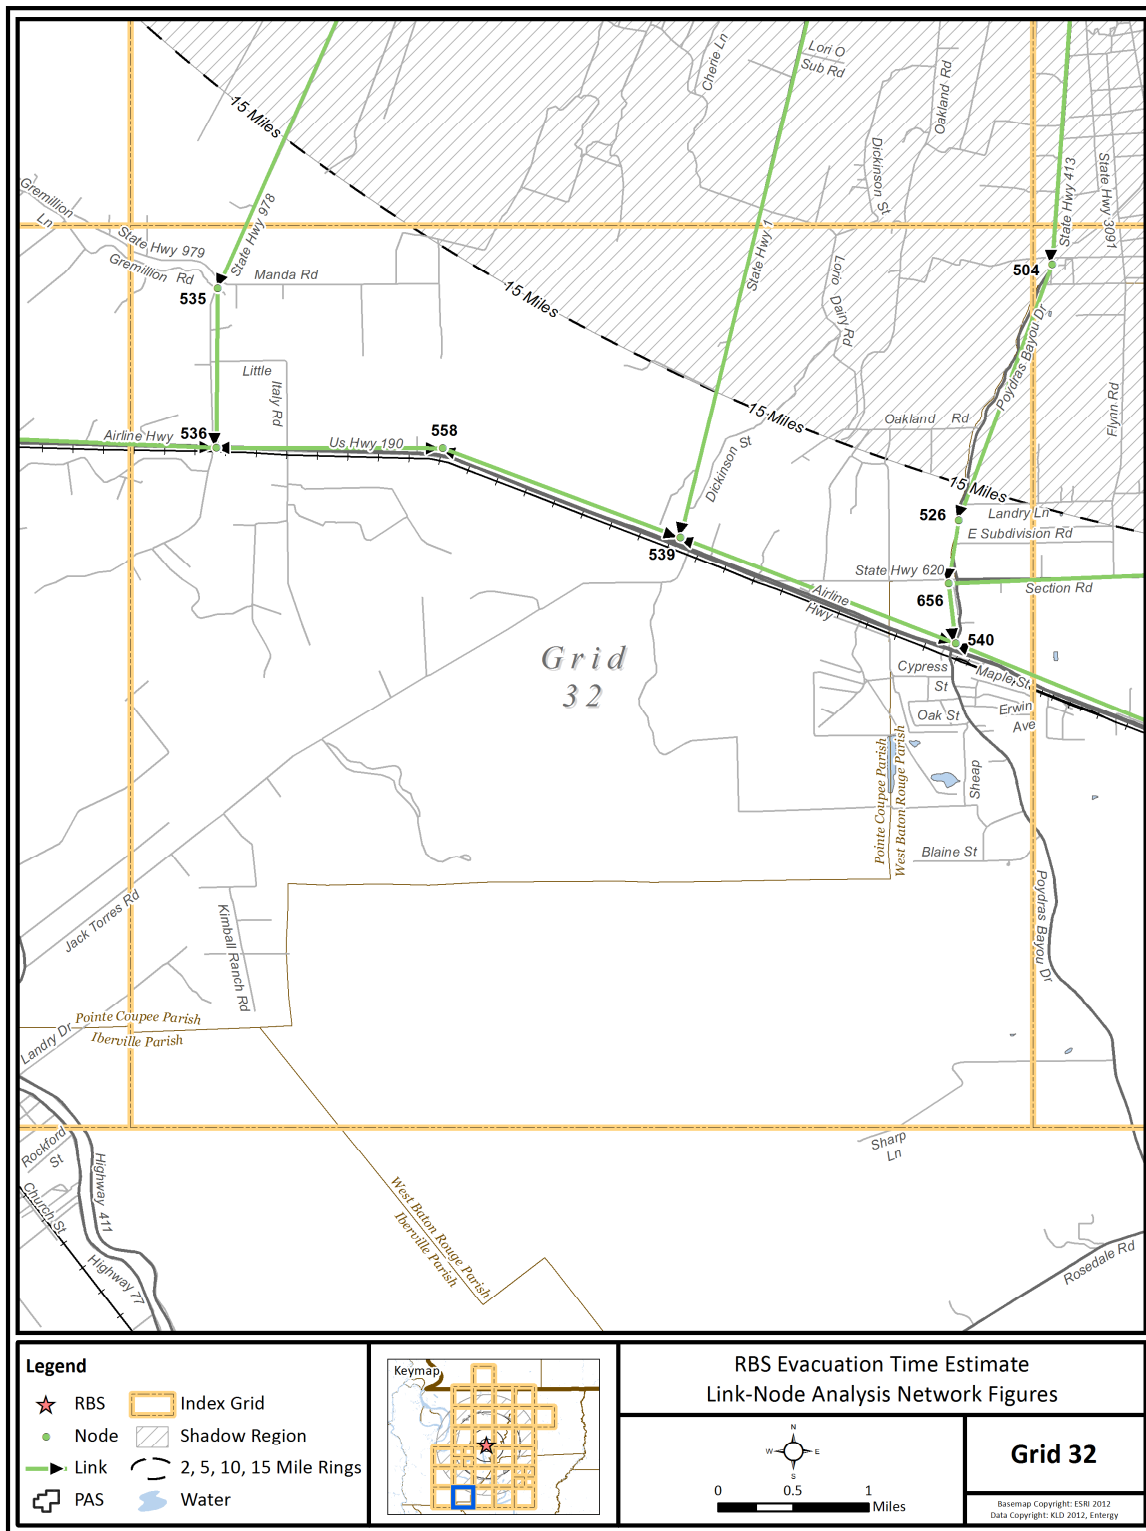 Lori O
Sub Rd
Cherie Ln
Oakland Rd
Dickinson St
15 Miles
State Hwy 413
State Hwy 3091
Gremillion
Ln
State Hwy 978
State Hwy 979
Gremillion Rd
Manda Rd
535
504
State Hwy 1
Lorio
Dairy Rd
15 Miles
Poydras Bayou Dr
Little
Italy Rd
Flynn Rd
15 Miles
Oakland Rd
Airline Hwy
536
Us Hwy 190
558
Dickinson St
15 Miles
526
Landry Ln
E Subdivision Rd
539
State Hwy 620
656
Section Rd
Airline
Hwy
540
Grid
32
Cypress
St
Maple St
Oak St
Erwin
Ave
Pointe Coupee Parish
West Baton Rouge Parish
Sheap
Blaine St
Jack Torres Rd
Kimball Ranch Rd
Poydras Bayou Dr
Pointe Coupee Parish
Iberville Parish
Landry Dr
Rockford
St
Highway 411
Church St
Highway 77
Sharp
Ln
West Baton Rouge Parish
Iberville Parish
Rosedale Rd
Legend
RBS
Index Grid
Node
Shadow Region
Link
2, 5, 10, 15 Mile Rings
PAS
Water
Keymap
RBS Evacuation Time Estimate
Link-Node Analysis Network Figures
N
W E
S
0 0.5 1
Miles
Grid 32
Basemap Copyright: ESRI 2012
Data Copyright: KLD 2012, Entergy